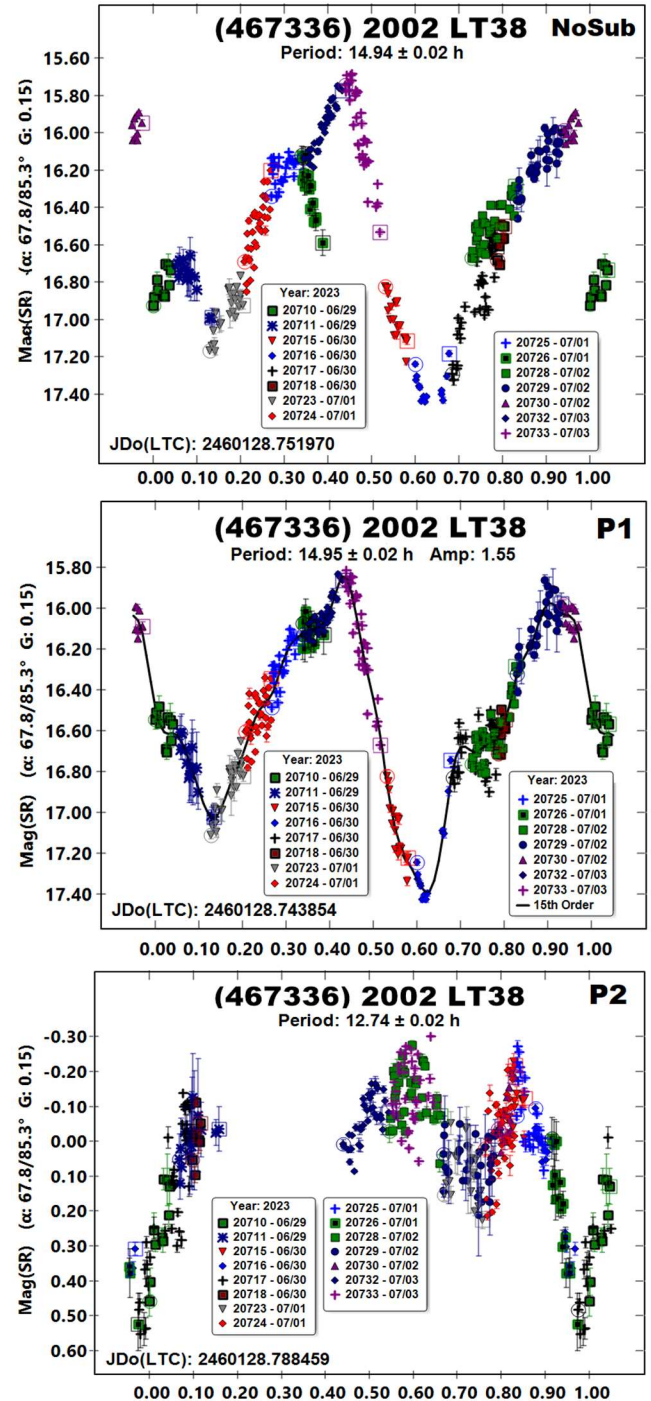 (467336) 2002 LT38 NoSub
Period: 14.94 ± 0.02 h
15.60
15.80
16.00
16.20
16.40
16.60
16.80
17.00
17.20
17.40
(α: 67.8/85.3° G: 0.15)
Year: 2023
20710 - 06/29
20711 - 06/29
20715 - 06/30
20716 - 06/30
20717 - 06/30
20718 - 06/30
20723 - 07/01
20724 - 07/01
20725 - 07/01
20726 - 07/01
20728 - 07/02
20729 - 07/02
20730 - 07/02
20732 - 07/03
20733 - 07/03
JDo(LTC): 2460128.751970
0.00 0.10 0.20 0.30 0.40 0.50 0.60 0.70 0.80 0.90 1.00
(467336) 2002 LT38 P1
Period: 14.95 ± 0.02 h Amp: 1.55
15.80
16.00
16.20
16.40
16.60
16.80
17.00
17.20
17.40
Mag(SR) (α: 67.8/85.3° G: 0.15)
Year: 2023
20710 - 06/29
20711 - 06/29
20715 - 06/30
20716 - 06/30
20717 - 06/30
20718 - 06/30
20723 - 07/01
20724 - 07/01
Year: 2023
20725 - 07/01
20726 - 07/01
20728 - 07/02
20729 - 07/02
20730 - 07/02
20732 - 07/03
20733 - 07/03
15th Order
JDo(LTC): 2460128.743854
0.00 0.10 0.20 0.30 0.40 0.50 0.60 0.70 0.80 0.90 1.00
(467336) 2002 LT38 P2
Period: 12.74 ± 0.02 h
-0.30
-0.20
-0.10
0.00
0.10
0.20
0.30
0.40
0.50
0.60
Mag(SR) (α: 67.8/85.3° G: 0.15)
Year: 2023
20710 - 06/29
20711 - 06/29
20715 - 06/30
20716 - 06/30
20717 - 06/30
20718 - 06/30
20723 - 07/01
20724 - 07/01
20725 - 07/01
20726 - 07/01
20728 - 07/02
20729 - 07/02
20730 - 07/02
20732 - 07/03
20733 - 07/03
JDo(LTC): 2460128.788459
0.00 0.10 0.20 0.30 0.40 0.50 0.60 0.70 0.80 0.90 1.00